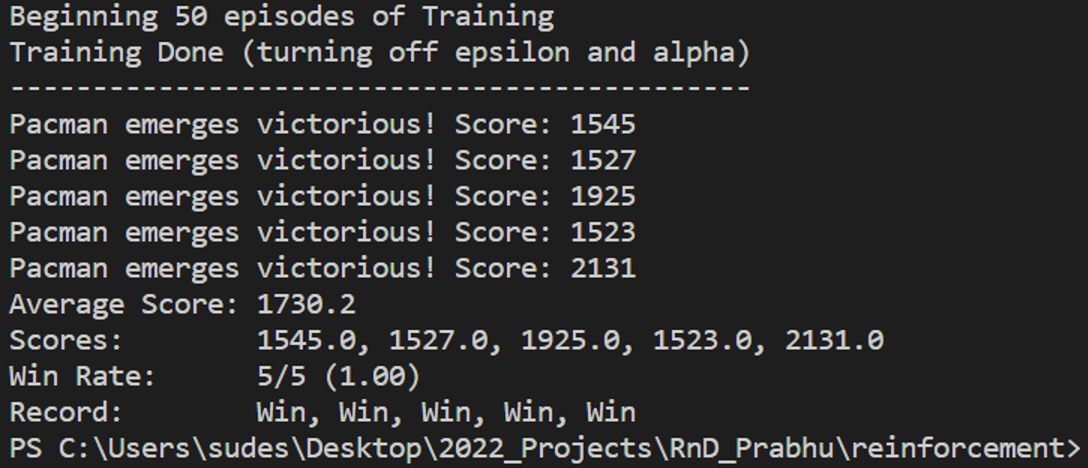 Beginning 50 episodes of Training
Training Done (turning off epsilon and alpha)
---------------------------------------------
Pacman emerges victorious! Score: 1545
Pacman emerges victorious! Score: 1527
Pacman emerges victorious! Score: 1925
Pacman emerges victorious! Score: 1523
Pacman emerges victorious! Score: 2131
Average Score: 1730.2
Scores:        1545.0, 1527.0, 1925.0, 1523.0, 2131.0
Win Rate:      5/5 (1.00)
Record:        Win, Win, Win, Win, Win
PS C:\Users\sudes\Desktop\2022_Projects\RnD_Prabhu\reinforcement>